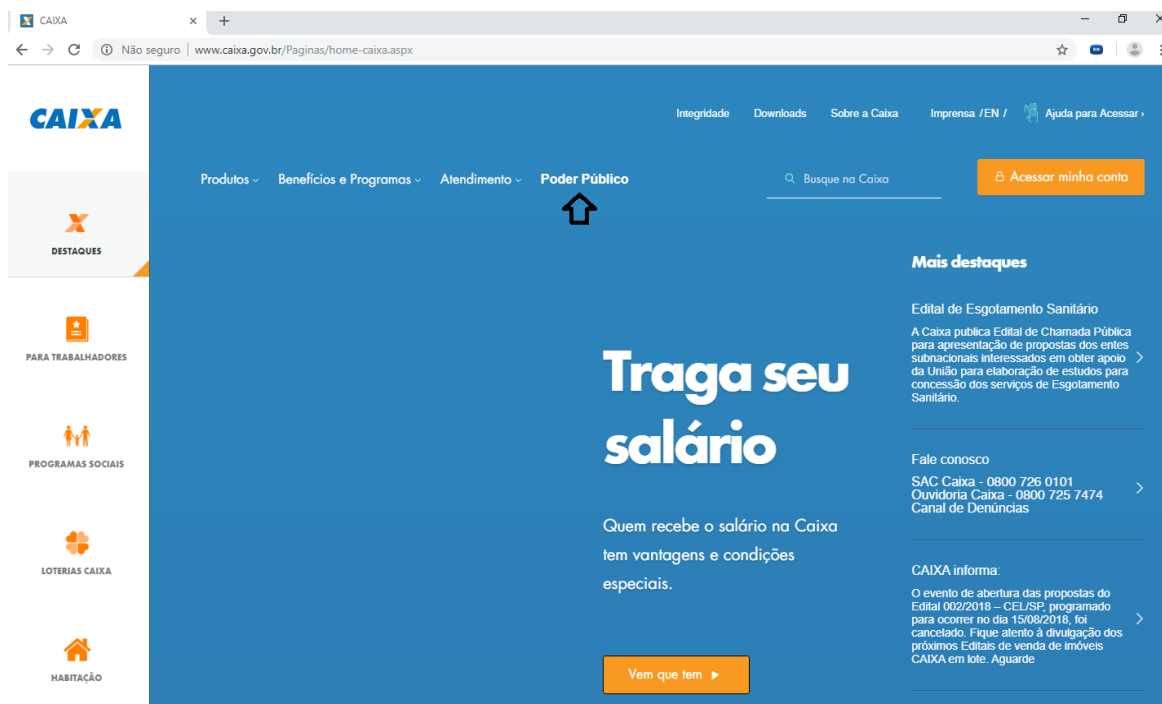 CAIXA
Não seguro | www.caixa.gov.br/Paginas/home-caixa.aspx
CAIXA
Integridade Downloads Sobre a Caixa Imprensa /EN / Ajuda para Acessar
Produtos Benefícios e Programas Atendimento Poder Público Busque na Caixa Acessar minha conta
DESTAQUES
PARA TRABALHADORES
PROGRAMAS SOCIAIS
LOTERIAS CAIXA
HABITAÇÃO
Traga seu
salário
Quem recebe o salário na Caixa
tem vantagens e condições
especiais.
Vem que tem
Mais destaques
Edital de Esgotamento Sanitário
A Caixa publica Edital de Chamada Pública
para apresentação de propostas dos entes
subnacionais interessados em obter apoio
da União para elaboração de estudos para
concessão dos serviços de Esgotamento
Sanitário.
Fale conosco
SAC Caixa - 0800 726 0101
Ouvidoria Caixa - 0800 725 7474
Canal de Denúncias
CAIXA informa:
O evento de abertura das propostas do
Edital 002/2018 – CEL/SP, programado
para ocorrer no dia 15/08/2018, foi
cancelado. Fique atento à divulgação dos
próximos Editais de venda de imóveis
CAIXA em lote. Aguarde